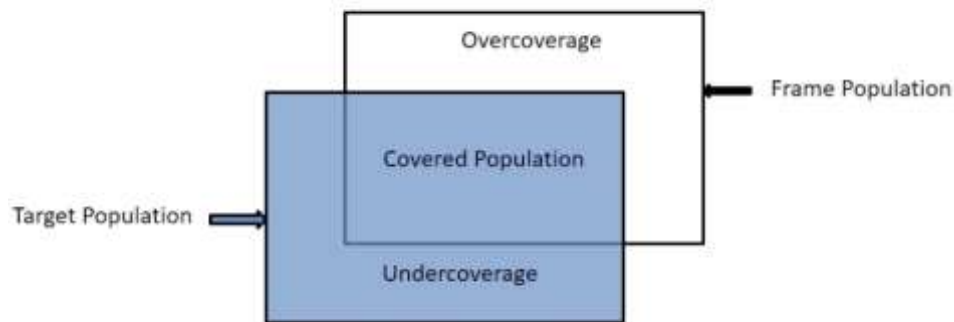 Overcoverage
Frame Population
Covered Population
Target Population
Undercoverage